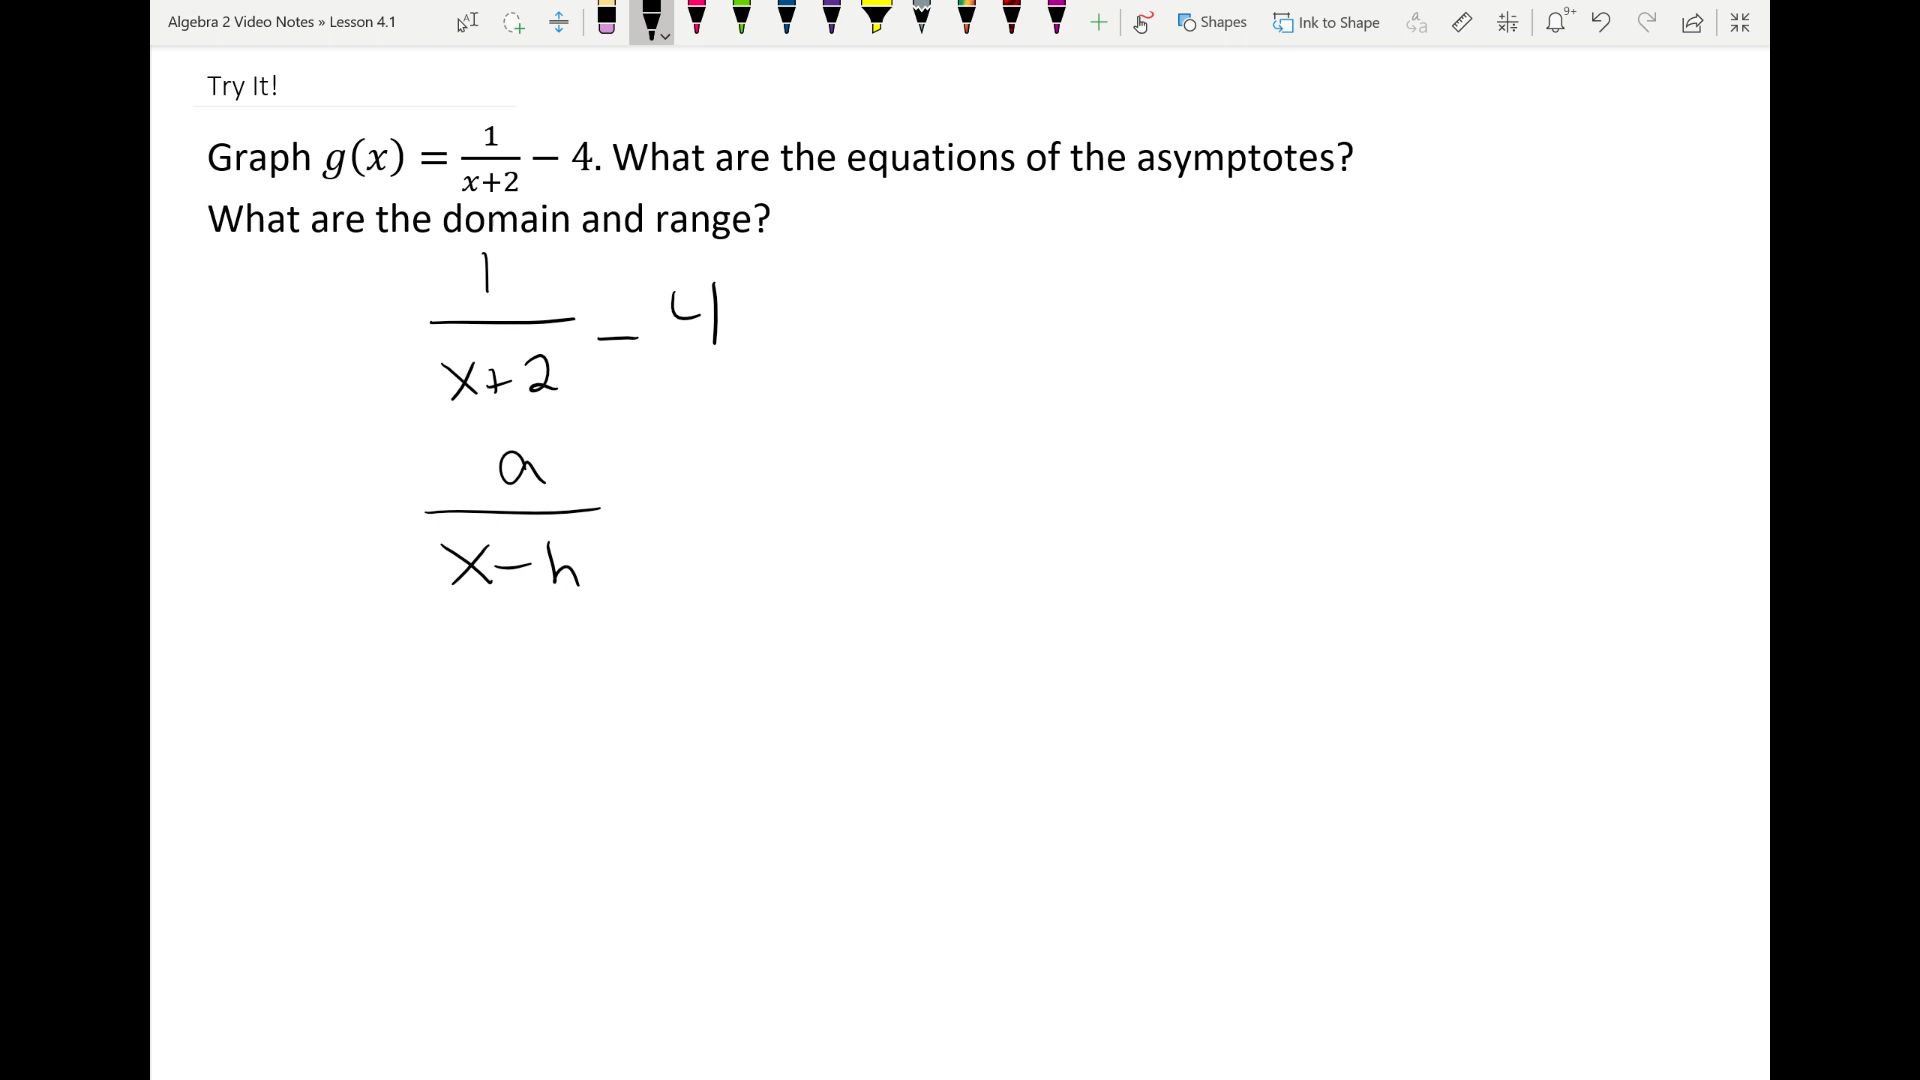 Algebra 2 Video Notes » Lesson 4.1
Shapes
Ink to Shape
9+
Try It!
Graph g(x) = 1/(x+2) − 4. What are the equations of the asymptotes?
What are the domain and range?
1/(x+2) − 4
a/(x−h)